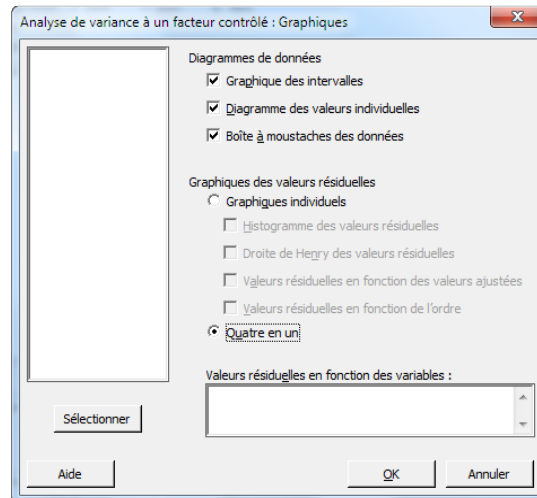 Analyse de variance à un facteur contrôlé : Graphiques
Diagrammes de données
Graphique des intervalles
Diagramme des valeurs individuelles
Boîte à moustaches des données
Graphiques des valeurs résiduelles
Graphiques individuels
Histogramme des valeurs résiduelles
Droite de Henry des valeurs résiduelles
Valeurs résiduelles en fonction des valeurs ajustées
Valeurs résiduelles en fonction de l'ordre
Quatre en un
Valeurs résiduelles en fonction des variables :
Sélectionner
Aide
OK
Annuler